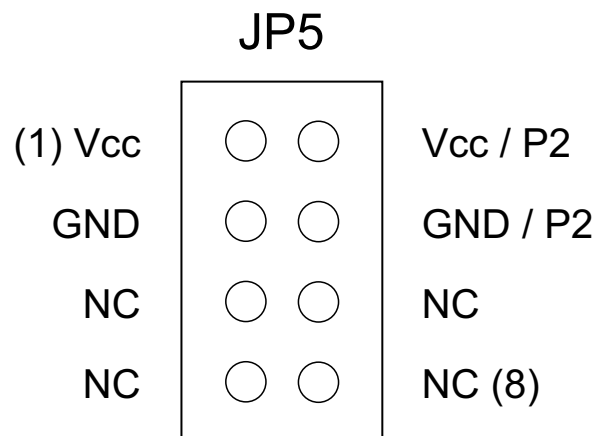 JP5
(1) Vcc Vcc / P2
GND GND / P2
NC NC
NC NC (8)